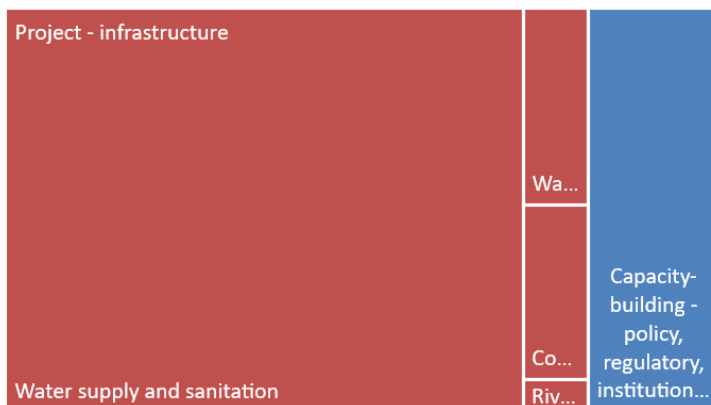 Project - infrastructure
Water supply and sanitation
Wa...
Co...
Riv...
Capacity-
building -
policy,
regulatory,
institution...